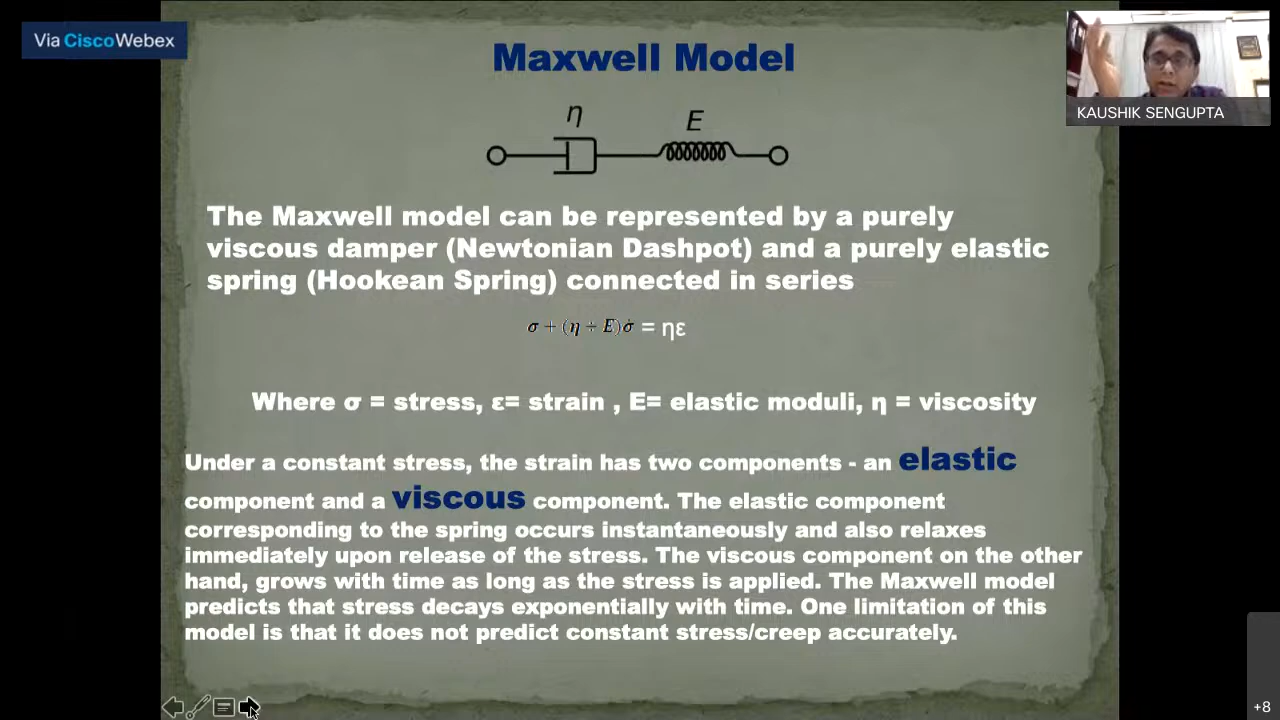 Via Cisco Webex
Maxwell Model
KAUSHIK SENGUPTA
η E
The Maxwell model can be represented by a purely
viscous damper (Newtonian Dashpot) and a purely elastic
spring (Hookean Spring) connected in series
σ + (η ÷ E)σ̇ = ηε
Where σ = stress, ε= strain , E= elastic moduli, η = viscosity
Under a constant stress, the strain has two components - an elastic
component and a viscous component. The elastic component
corresponding to the spring occurs instantaneously and also relaxes
immediately upon release of the stress. The viscous component on the other
hand, grows with time as long as the stress is applied. The Maxwell model
predicts that stress decays exponentially with time. One limitation of this
model is that it does not predict constant stress/creep accurately.
+8